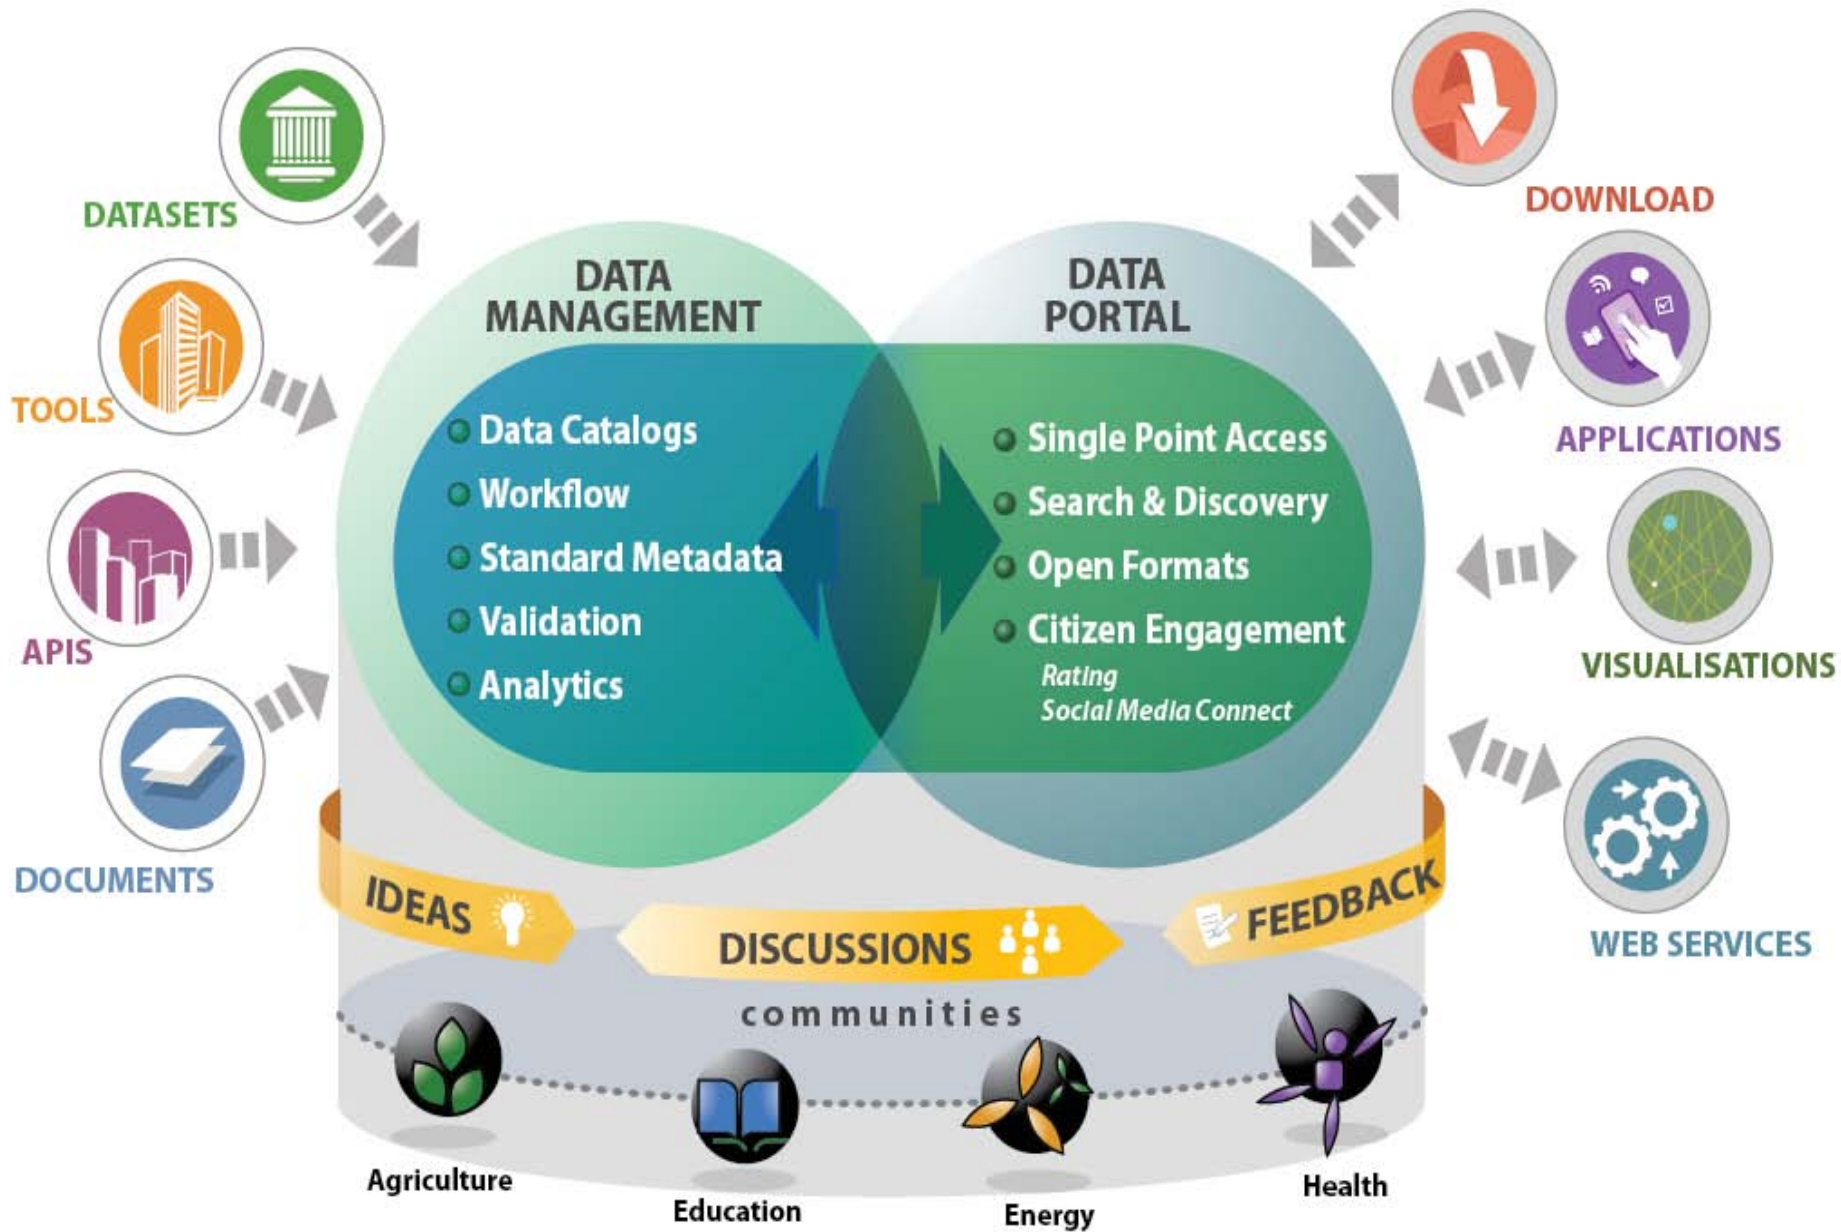 DATASETS
TOOLS
APIS
DOCUMENTS
DATA
MANAGEMENT
Data Catalogs
Workflow
Standard Metadata
Validation
Analytics
DATA
PORTAL
Single Point Access
Search & Discovery
Open Formats
Citizen Engagement
Rating
Social Media Connect
DOWNLOAD
APPLICATIONS
VISUALISATIONS
WEB SERVICES
IDEAS
DISCUSSIONS
FEEDBACK
communities
Agriculture
Education
Energy
Health